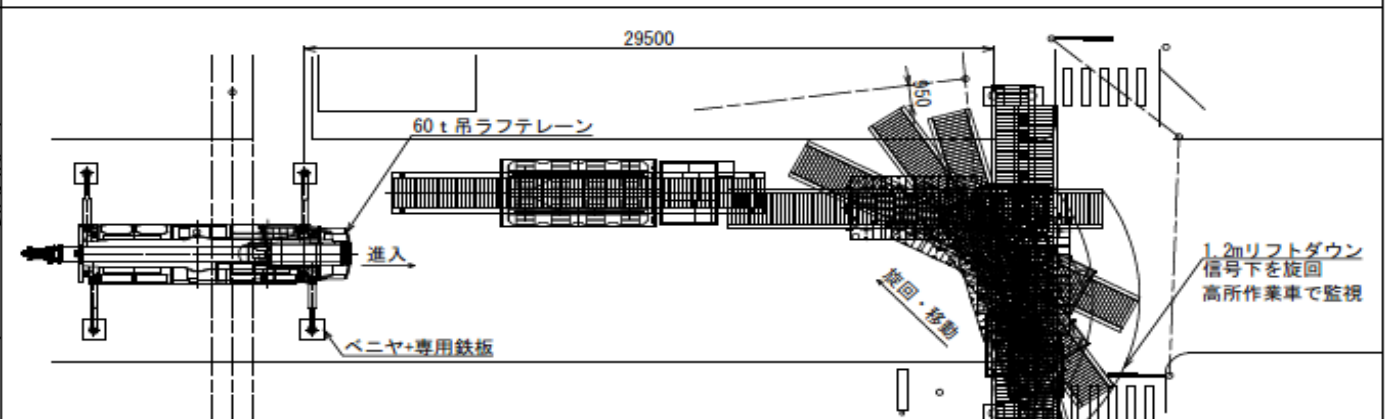 29500
950
60ｔ吊ラフテレーン
進入
旋回・移動
1.2mリフトダウン
信号下を旋回
高所作業車で監視
ベニヤ+専用鉄板